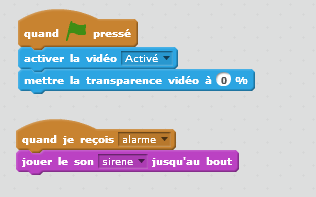 quand pressé
activer la vidéo Activé
mettre la transparence vidéo à 0 %
quand je reçois alarme
jouer le son sirene jusqu'au bout